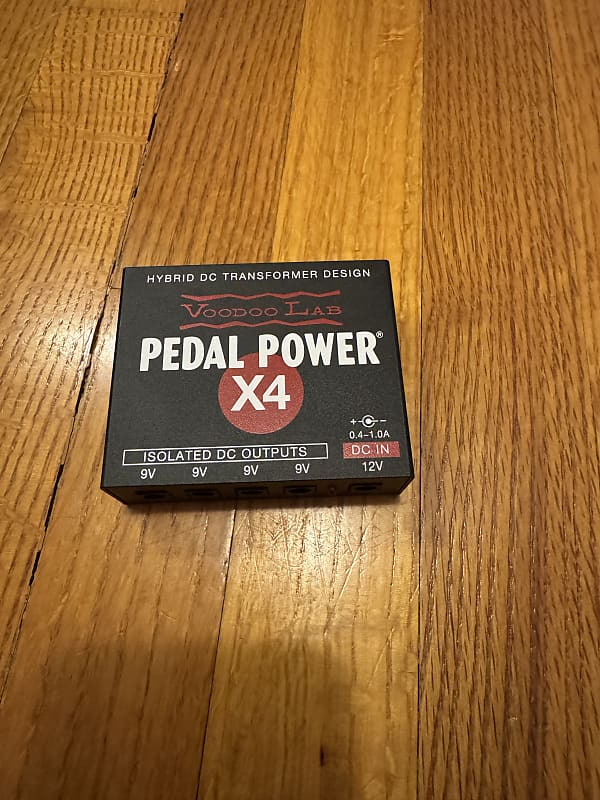 HYBRID DC TRANSFORMER DESIGN
VOODOO LAB
PEDAL POWER®
X4
+ -
0.4-1.0A
ISOLATED DC OUTPUTS DC IN
9V 9V 9V 9V 12V